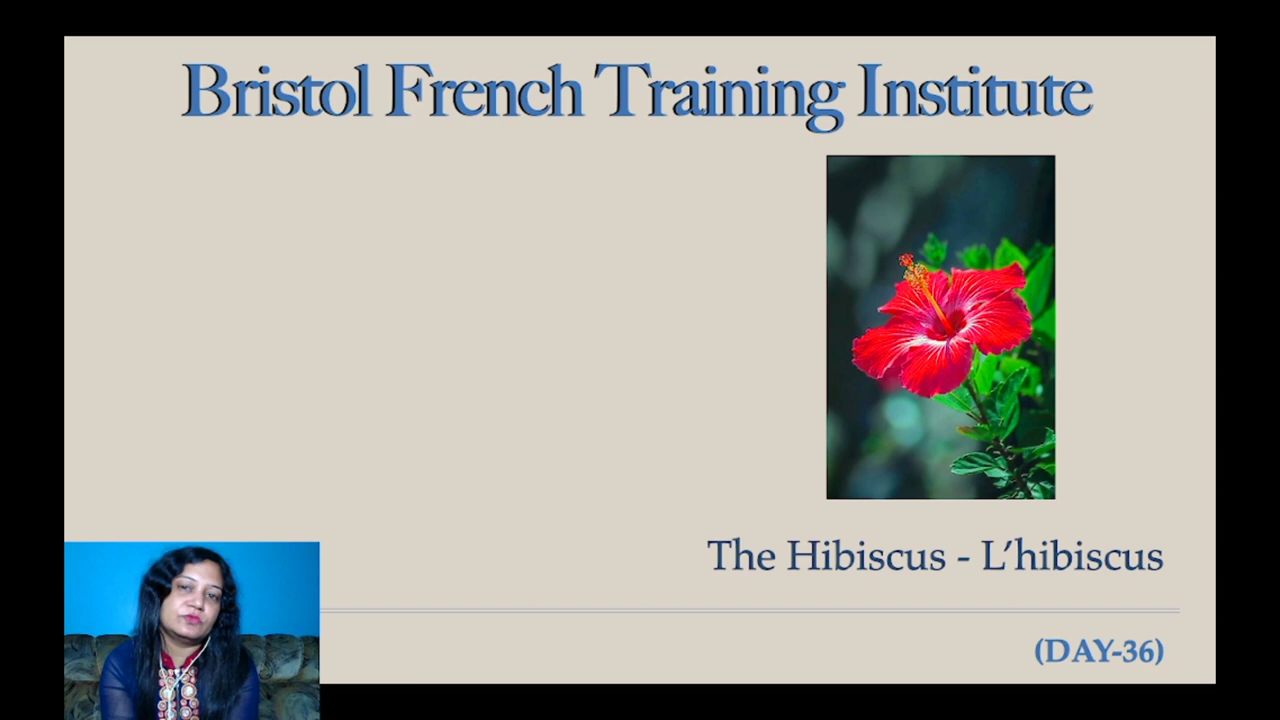 Bristol French Training Institute
The Hibiscus - L’hibiscus
(DAY-36)